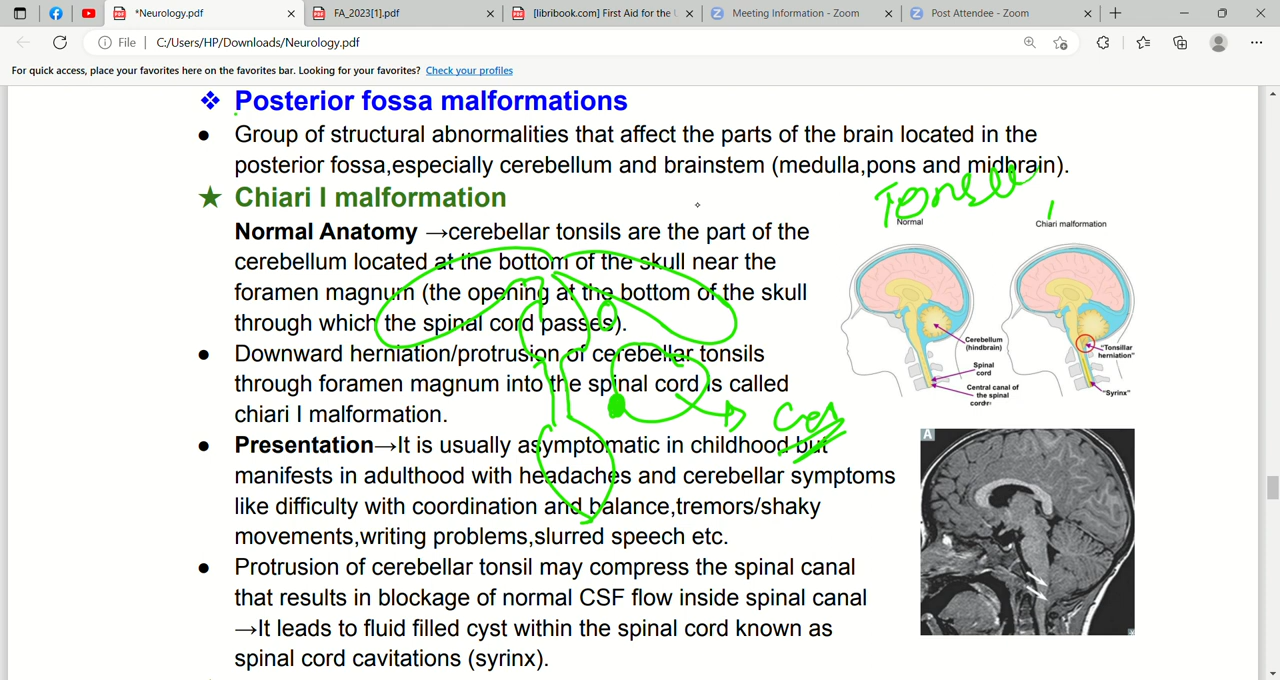 *Neurology.pdf
FA_2023[1].pdf
[libribook.com] First Aid for the U
Meeting Information - Zoom
Post Attendee - Zoom
File
C:/Users/HP/Downloads/Neurology.pdf
For quick access, place your favorites here on the favorites bar. Looking for your favorites? Check your profiles
❖ Posterior fossa malformations
● Group of structural abnormalities that affect the parts of the brain located in the
posterior fossa,especially cerebellum and brainstem (medulla,pons and midbrain).
★ Chiari I malformation
Normal Anatomy →cerebellar tonsils are the part of the
cerebellum located at the bottom of the skull near the
foramen magnum (the opening at the bottom of the skull
through which the spinal cord passes).
● Downward herniation/protrusion of cerebellar tonsils
through foramen magnum into the spinal cord is called
chiari I malformation.
● Presentation→It is usually asymptomatic in childhood but
manifests in adulthood with headaches and cerebellar symptoms
like difficulty with coordination and balance,tremors/shaky
movements,writing problems,slurred speech etc.
● Protrusion of cerebellar tonsil may compress the spinal canal
that results in blockage of normal CSF flow inside spinal canal
→It leads to fluid filled cyst within the spinal cord known as
spinal cord cavitations (syrinx).
Normal
Chiari malformation
Cerebellum
(hindbrain)
Spinal
cord
Central canal of
the spinal
cord
"Tonsillar
herniation"
"Syrinx"
A